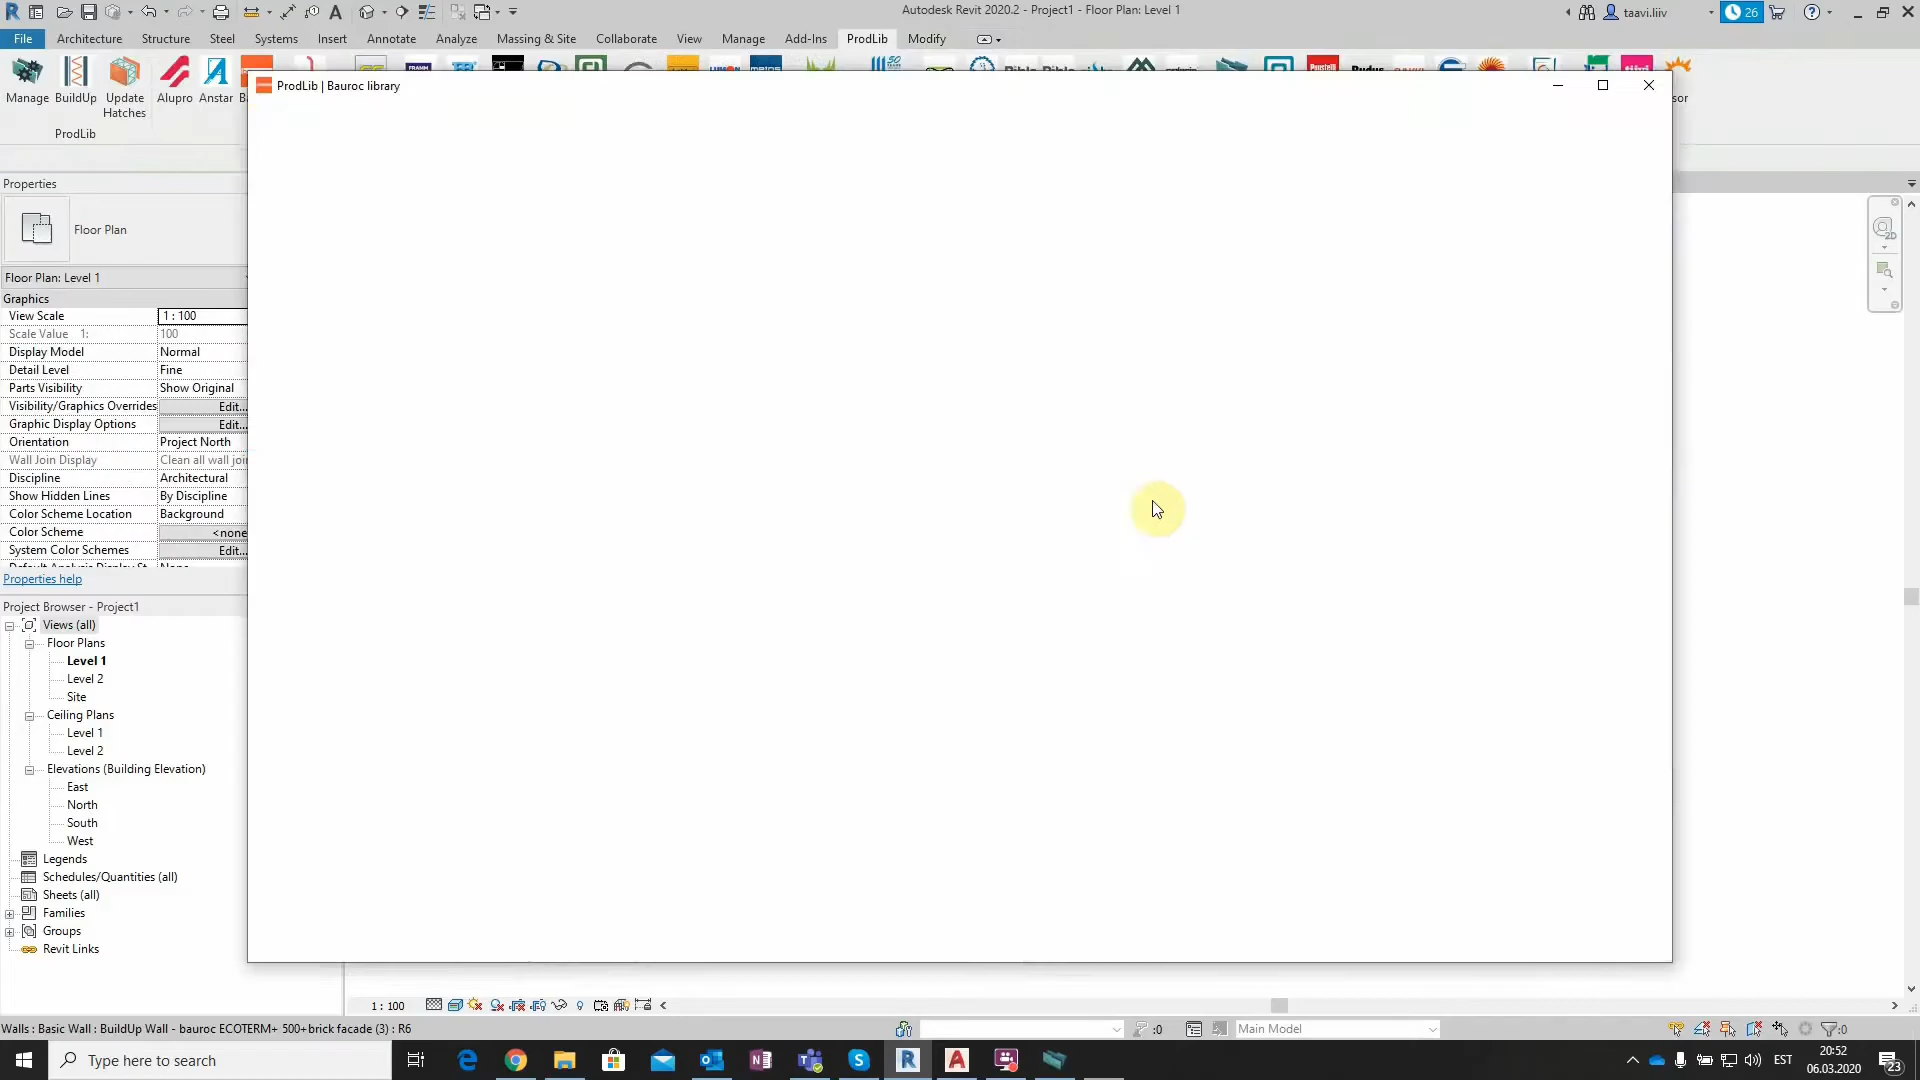 Autodesk Revit 2020.2 - Project1 - Floor Plan: Level 1
taavi.liiv
26
File Architecture Structure Steel Systems Insert Annotate Analyze Massing & Site Collaborate View Manage Add-Ins ProdLib Modify
Manage BuildUp Update Hatches Alupro Anstar
ProdLib
ProdLib | Bauroc library
Properties
Floor Plan
Floor Plan: Level 1
Graphics
View Scale 1 : 100
Scale Value 1: 100
Display Model Normal
Detail Level Fine
Parts Visibility Show Original
Visibility/Graphics Overrides Edit...
Graphic Display Options Edit...
Orientation Project North
Wall Join Display Clean all wall joi
Discipline Architectural
Show Hidden Lines By Discipline
Color Scheme Location Background
Color Scheme <none
System Color Schemes Edit...
Properties help
Project Browser - Project1
Views (all)
Floor Plans
Level 1
Level 2
Site
Ceiling Plans
Level 1
Level 2
Elevations (Building Elevation)
East
North
South
West
Legends
Schedules/Quantities (all)
Sheets (all)
Families
Groups
Revit Links
1 : 100
Walls : Basic Wall : BuildUp Wall - bauroc ECOTERM+ 500+brick facade (3) : R6
:0
Main Model
:0
Type here to search
EST
20:52
06.03.2020
23